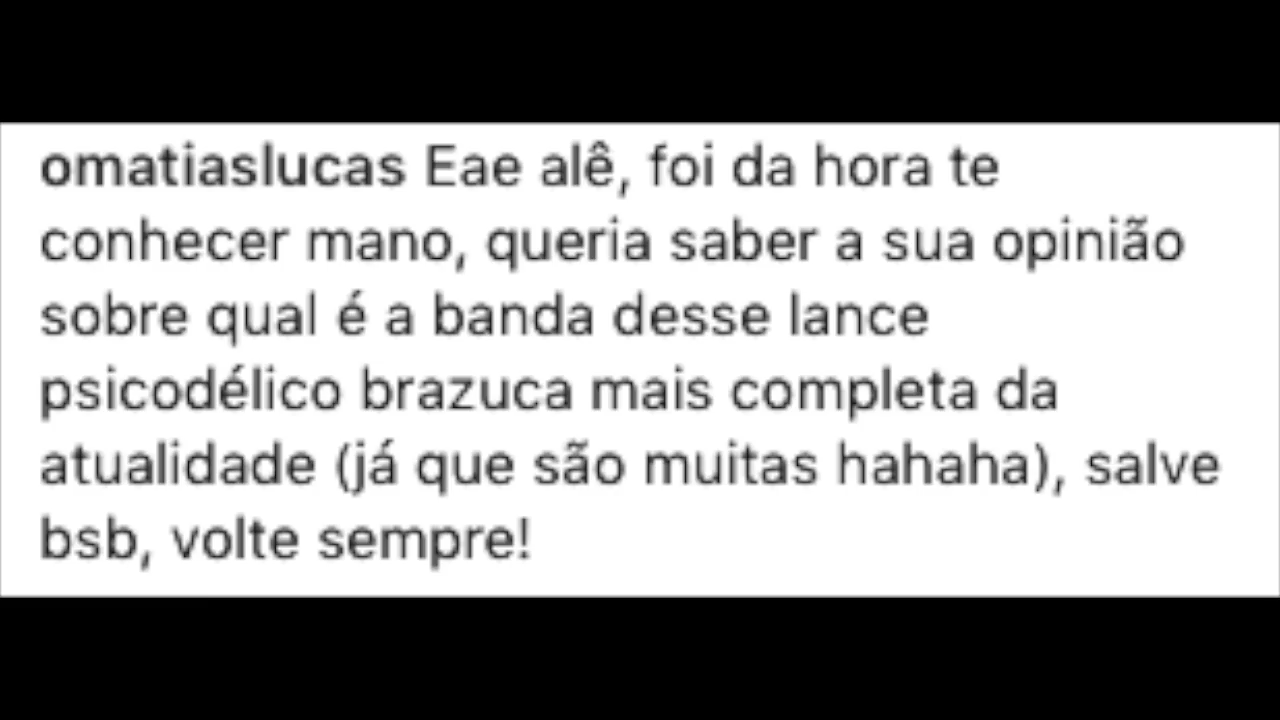 omatiaslucas Eae alê, foi da hora te
conhecer mano, queria saber a sua opinião
sobre qual é a banda desse lance
psicodélico brazuca mais completa da
atualidade (já que são muitas hahaha), salve
bsb, volte sempre!